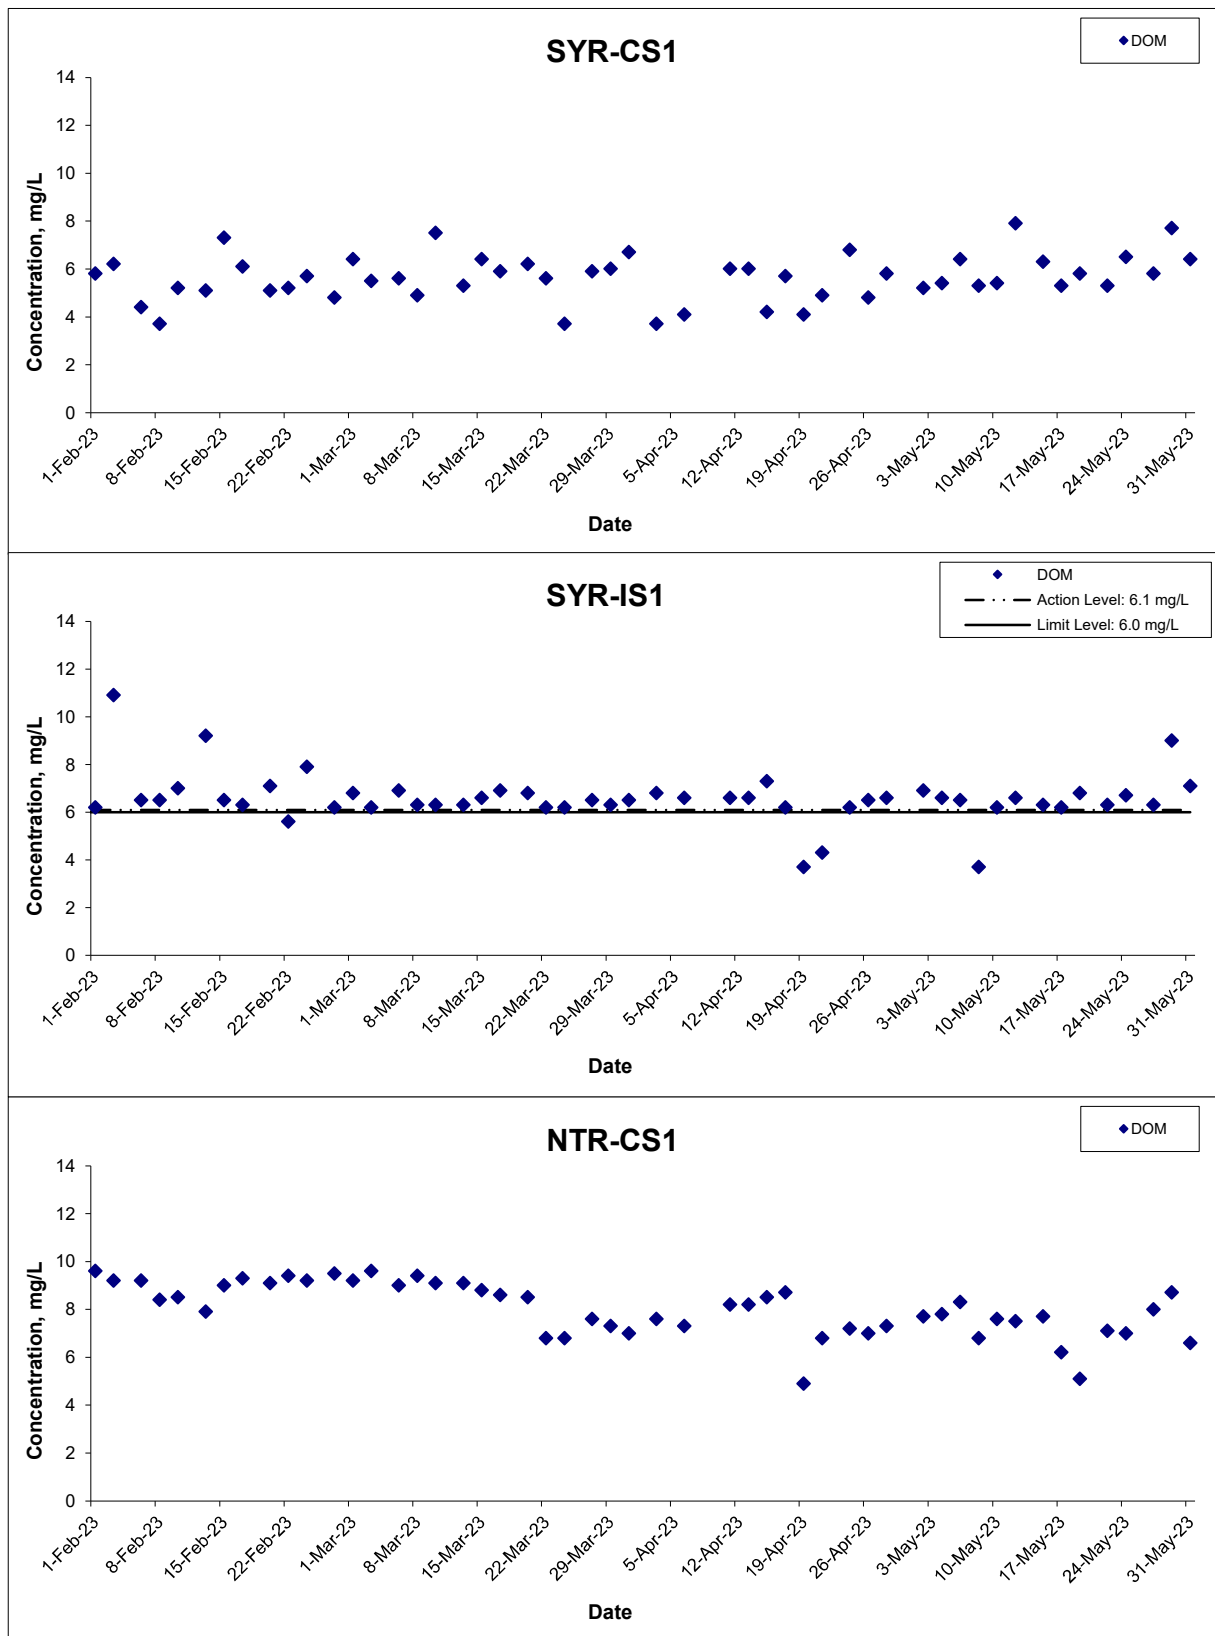 SYR-CS1
DOM
Concentration, mg/L
14
12
10
8
6
4
2
0
1-Feb-23
8-Feb-23
15-Feb-23
22-Feb-23
1-Mar-23
8-Mar-23
15-Mar-23
22-Mar-23
29-Mar-23
5-Apr-23
12-Apr-23
19-Apr-23
26-Apr-23
3-May-23
10-May-23
17-May-23
24-May-23
31-May-23
Date
SYR-IS1
DOM
Action Level: 6.1 mg/L
Limit Level: 6.0 mg/L
Concentration, mg/L
14
12
10
8
6
4
2
0
1-Feb-23
8-Feb-23
15-Feb-23
22-Feb-23
1-Mar-23
8-Mar-23
15-Mar-23
22-Mar-23
29-Mar-23
5-Apr-23
12-Apr-23
19-Apr-23
26-Apr-23
3-May-23
10-May-23
17-May-23
24-May-23
31-May-23
Date
NTR-CS1
DOM
Concentration, mg/L
14
12
10
8
6
4
2
0
1-Feb-23
8-Feb-23
15-Feb-23
22-Feb-23
1-Mar-23
8-Mar-23
15-Mar-23
22-Mar-23
29-Mar-23
5-Apr-23
12-Apr-23
19-Apr-23
26-Apr-23
3-May-23
10-May-23
17-May-23
24-May-23
31-May-23
Date